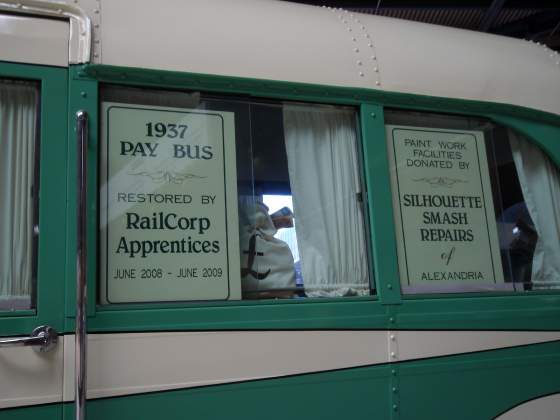 1937
PAY BUS
RESTORED BY
RailCorp
Apprentices
JUNE 2008 - JUNE 2009
£
PAINT WORK
FACILITIES
DONATED BY
SILHOUETTE
SMASH
REPAIRS
of
ALEXANDRIA